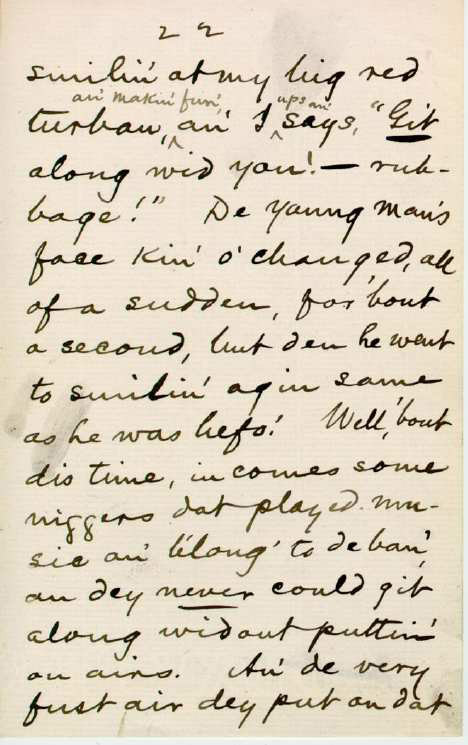 22
smilin' at my big red
an' makin' fun,
ups an'
turban, an' I says, "Git
along wid you! — rub-
bage!" De young man's
face kin' o' changed, all
of a sudden, for 'bout
a second, but den he went
to smilin' agin same
as he was befo'. Well, 'bout
dis time, in comes some
niggers dat played mu-
sic an' b'long' to de ban',
an dey never could git
along widout puttin'
on airs. An' de very
fust air dey put on dat